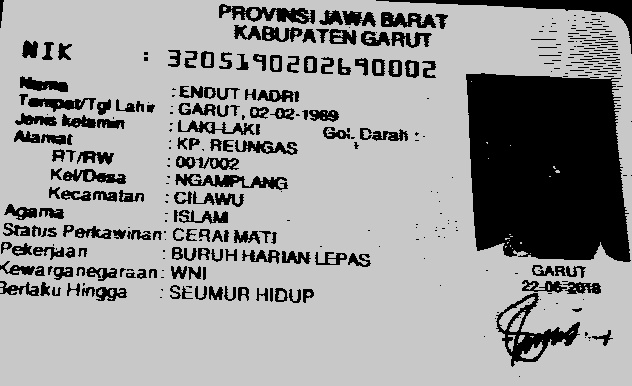 PROVINSI JAWA BARAT
KABUPATEN GARUT
NIK : 3205190202690002
Nama : ENDUT HADRI
Tempat/Tgl Lahir : GARUT, 02-02-1969
Jenis kelamin : LAKI-LAKI Gol. Darah :
Alamat : KP. REUNGAS
RT/RW : 001/002
Kel/Desa : NGAMPLANG
Kecamatan : CILAWU
Agama : ISLAM
Status Perkawinan: CERAI MATI
Pekerjaan : BURUH HARIAN LEPAS
Kewarganegaraan: WNI
Berlaku Hingga : SEUMUR HIDUP
GARUT
22-06-2018